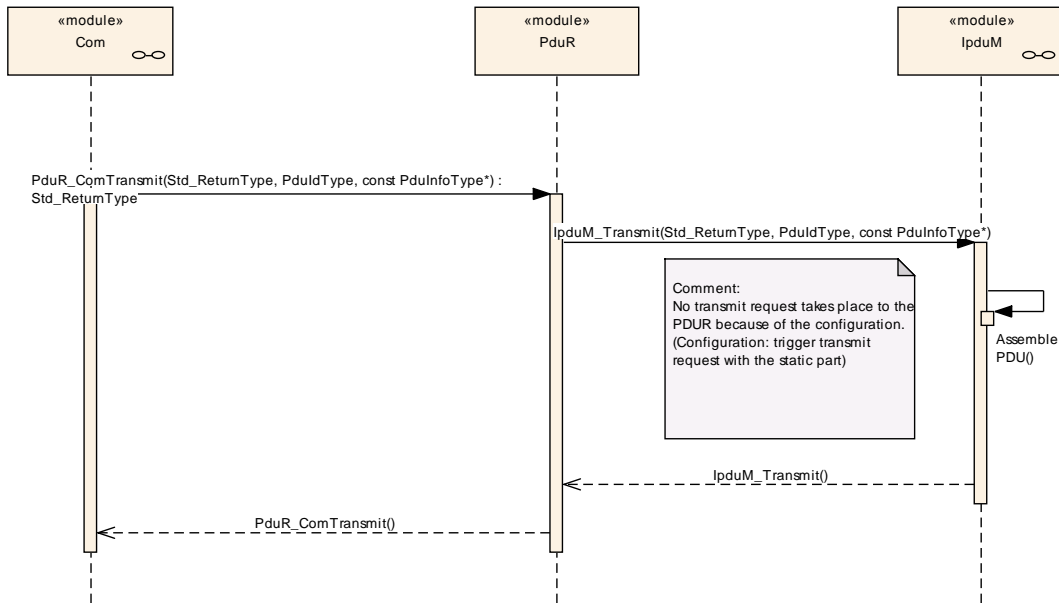 «module»
Com
«module»
PduR
«module»
IpduM
PduR_ComTransmit(Std_ReturnType, PduIdType, const PduInfoType*) :
Std_ReturnType
IpduM_Transmit(Std_ReturnType, PduIdType, const PduInfoType*)
Comment:
No transmit request takes place to the
PDUR because of the configuration.
(Configuration: trigger transmit
request with the static part)
Assemble
PDU()
IpduM_Transmit()
PduR_ComTransmit()